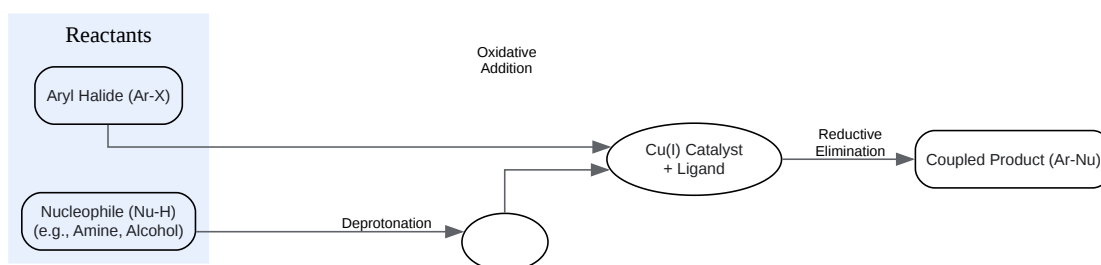 Reactants
Oxidative
Addition
Aryl Halide (Ar-X)
Cu(I) Catalyst
+ Ligand
Reductive
Elimination
Coupled Product (Ar-Nu)
Nucleophile (Nu-H)
(e.g., Amine, Alcohol)
Deprotonation